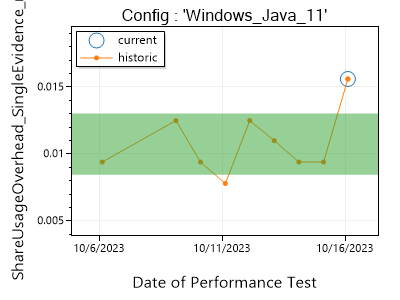 Config : 'Windows_Java_11'
current
historic
0.015
0.01
0.005
10/6/2023
10/11/2023
10/16/2023
Date of Performance Test
ShareUsageOverhead_SingleEvidence_